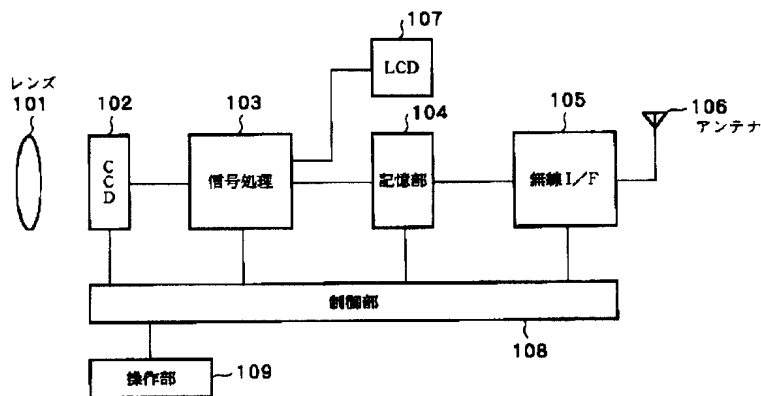 107
LCD
レンズ
101
102
CCD
103
信号処理
104
記憶部
105
無線I/F
106
アンテナ
制御部
108
操作部
109